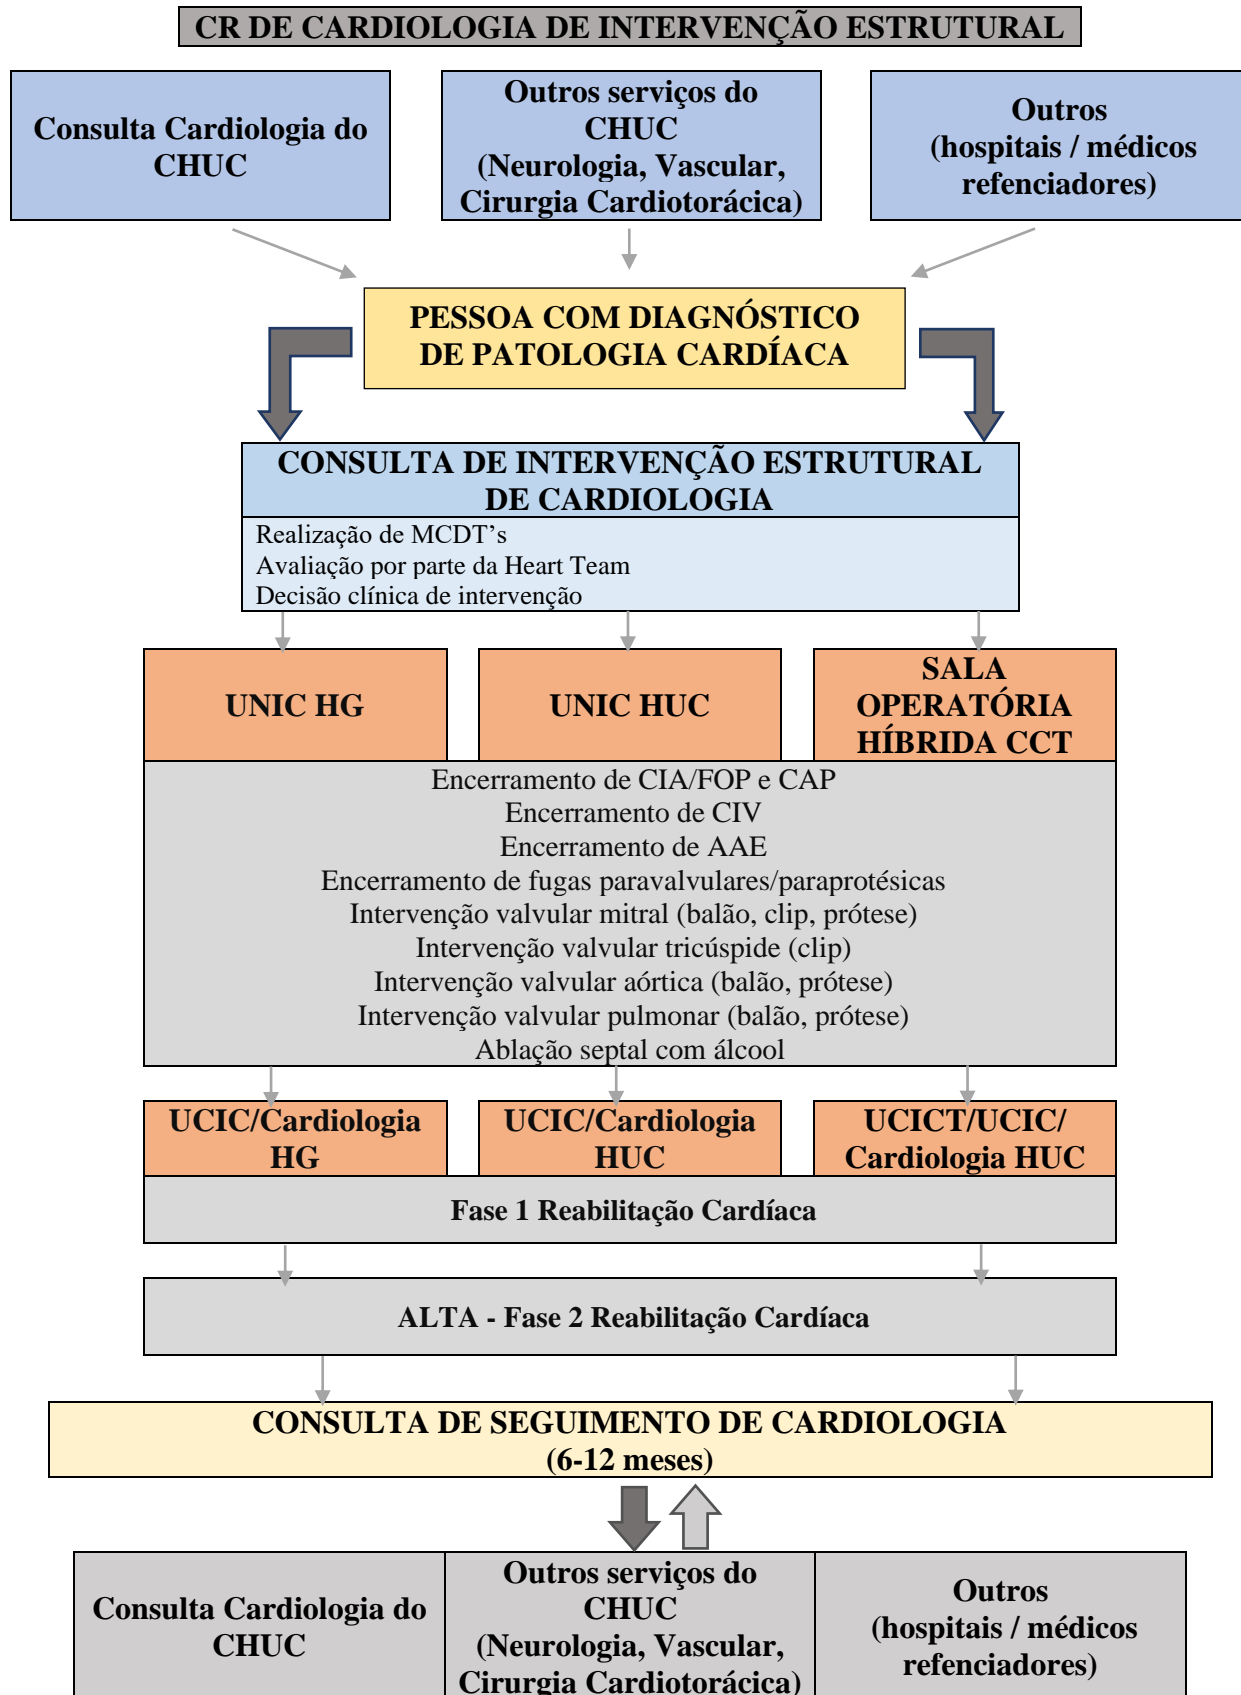 CR DE CARDIOLOGIA DE INTERVENÇÃO ESTRUTURAL
Consulta Cardiologia do
CHUC
Outros serviços do
CHUC
(Neurologia, Vascular,
Cirurgia Cardiotorácica)
Outros
(hospitais / médicos
refenciadores)
PESSOA COM DIAGNÓSTICO
DE PATOLOGIA CARDÍACA
CONSULTA DE INTERVENÇÃO ESTRUTURAL
DE CARDIOLOGIA
Realização de MCDT’s
Avaliação por parte da Heart Team
Decisão clínica de intervenção
UNIC HG
UNIC HUC
SALA
OPERATÓRIA
HÍBRIDA CCT
Encerramento de CIA/FOP e CAP
Encerramento de CIV
Encerramento de AAE
Encerramento de fugas paravalvulares/paraprotésicas
Intervenção valvular mitral (balão, clip, prótese)
Intervenção valvular tricúspide (clip)
Intervenção valvular aórtica (balão, prótese)
Intervenção valvular pulmonar (balão, prótese)
Ablação septal com álcool
UCIC/Cardiologia
HG
UCIC/Cardiologia
HUC
UCICT/UCIC/
Cardiologia HUC
Fase 1 Reabilitação Cardíaca
ALTA - Fase 2 Reabilitação Cardíaca
CONSULTA DE SEGUIMENTO DE CARDIOLOGIA
(6-12 meses)
Consulta Cardiologia do
CHUC
Outros serviços do
CHUC
(Neurologia, Vascular,
Cirurgia Cardiotorácica)
Outros
(hospitais / médicos
refenciadores)